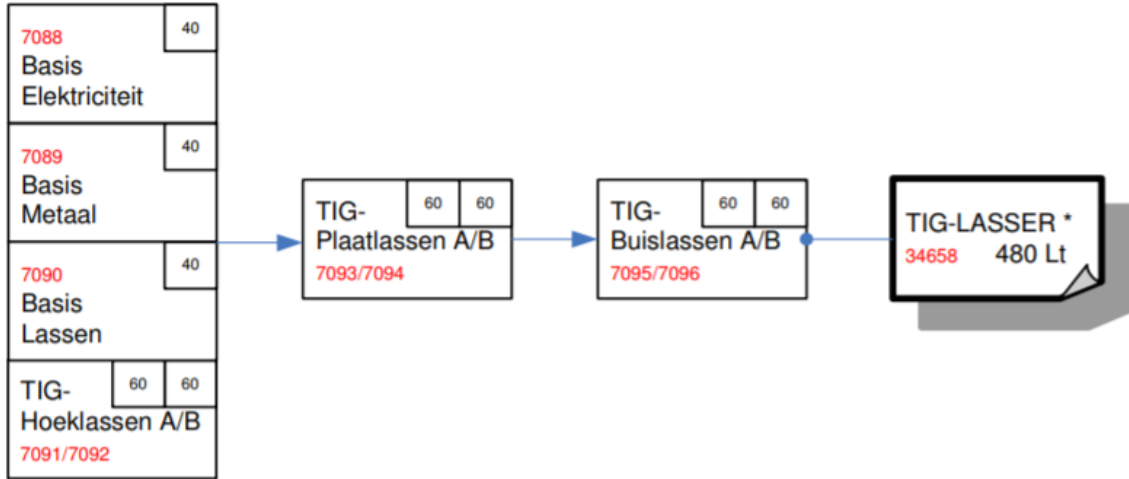 7088 40
Basis
Elektriciteit
7089 40
Basis
Metaal
7090 40
Basis
Lassen
TIG- 60 60
Hoeklassen A/B
7091/7092
TIG- 60 60
Plaatlassen A/B
7093/7094
TIG- 60 60
Buislassen A/B
7095/7096
TIG-LASSER *
34658 480 Lt